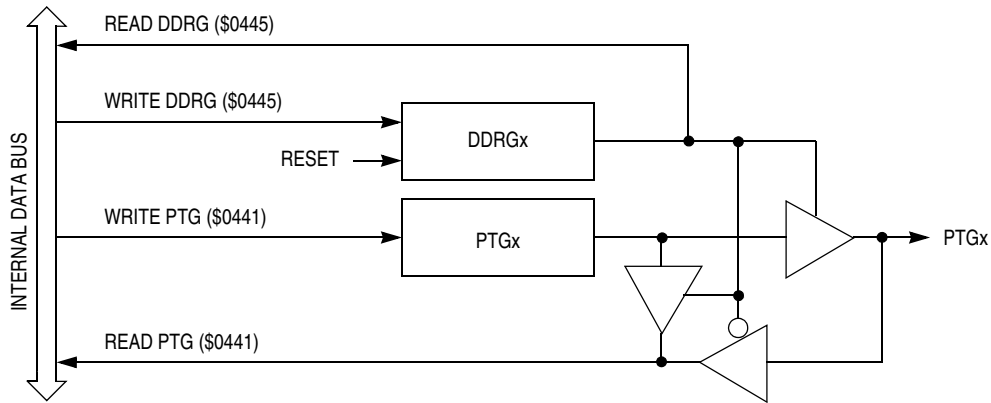 READ DDRG ($0445)
WRITE DDRG ($0445)
DDRGx
RESET
WRITE PTG ($0441)
PTGx
PTGx
READ PTG ($0441)
INTERNAL DATA BUS